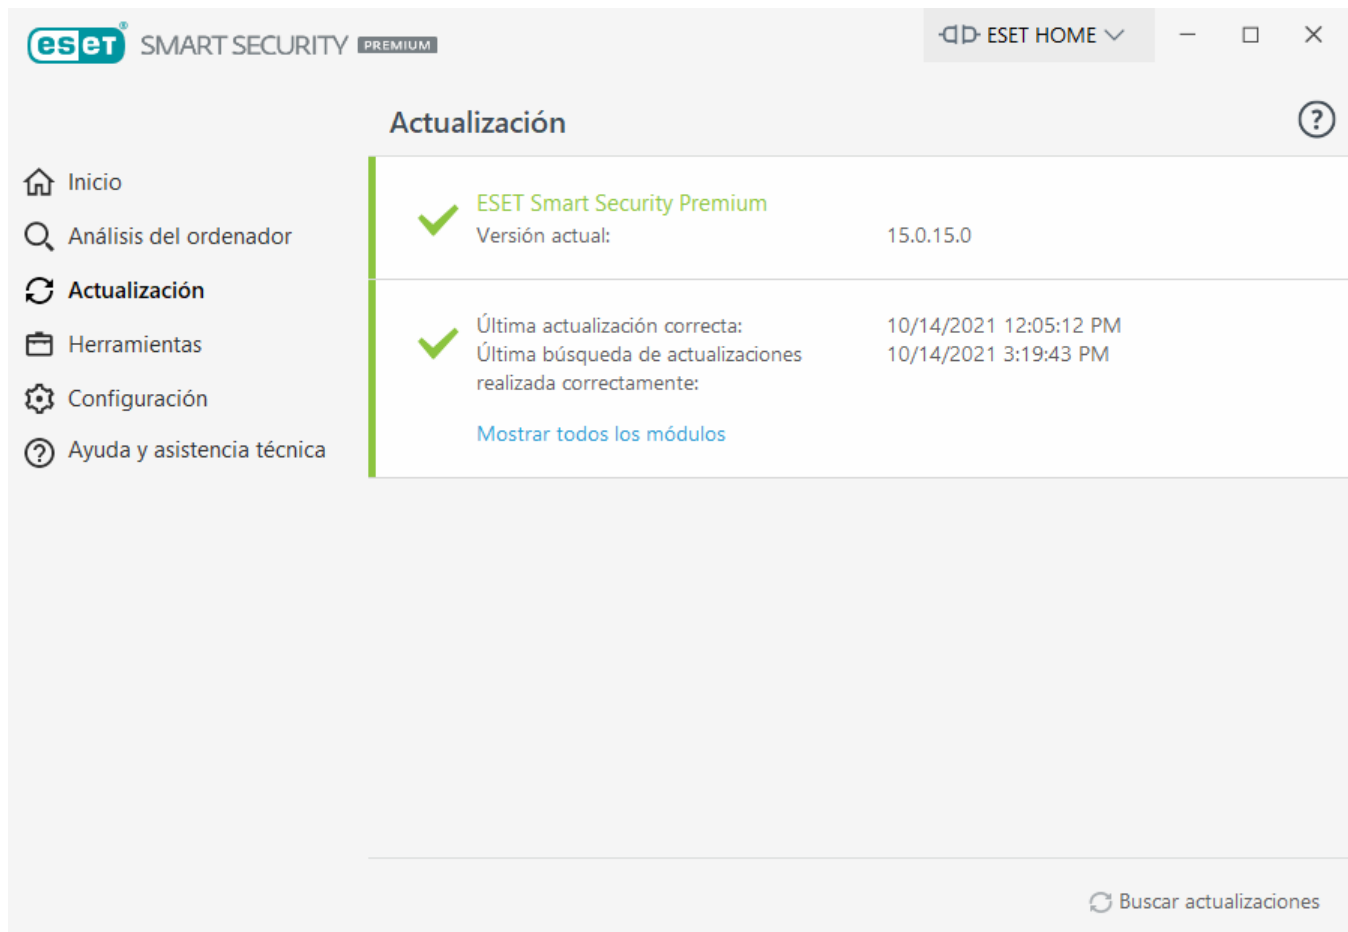 eset® SMART SECURITY PREMIUM
ESET HOME
Actualización
Inicio
Análisis del ordenador
Actualización
Herramientas
Configuración
Ayuda y asistencia técnica
ESET Smart Security Premium
Versión actual: 15.0.15.0
Última actualización correcta: 10/14/2021 12:05:12 PM
Última búsqueda de actualizaciones 10/14/2021 3:19:43 PM
realizada correctamente:
Mostrar todos los módulos
Buscar actualizaciones